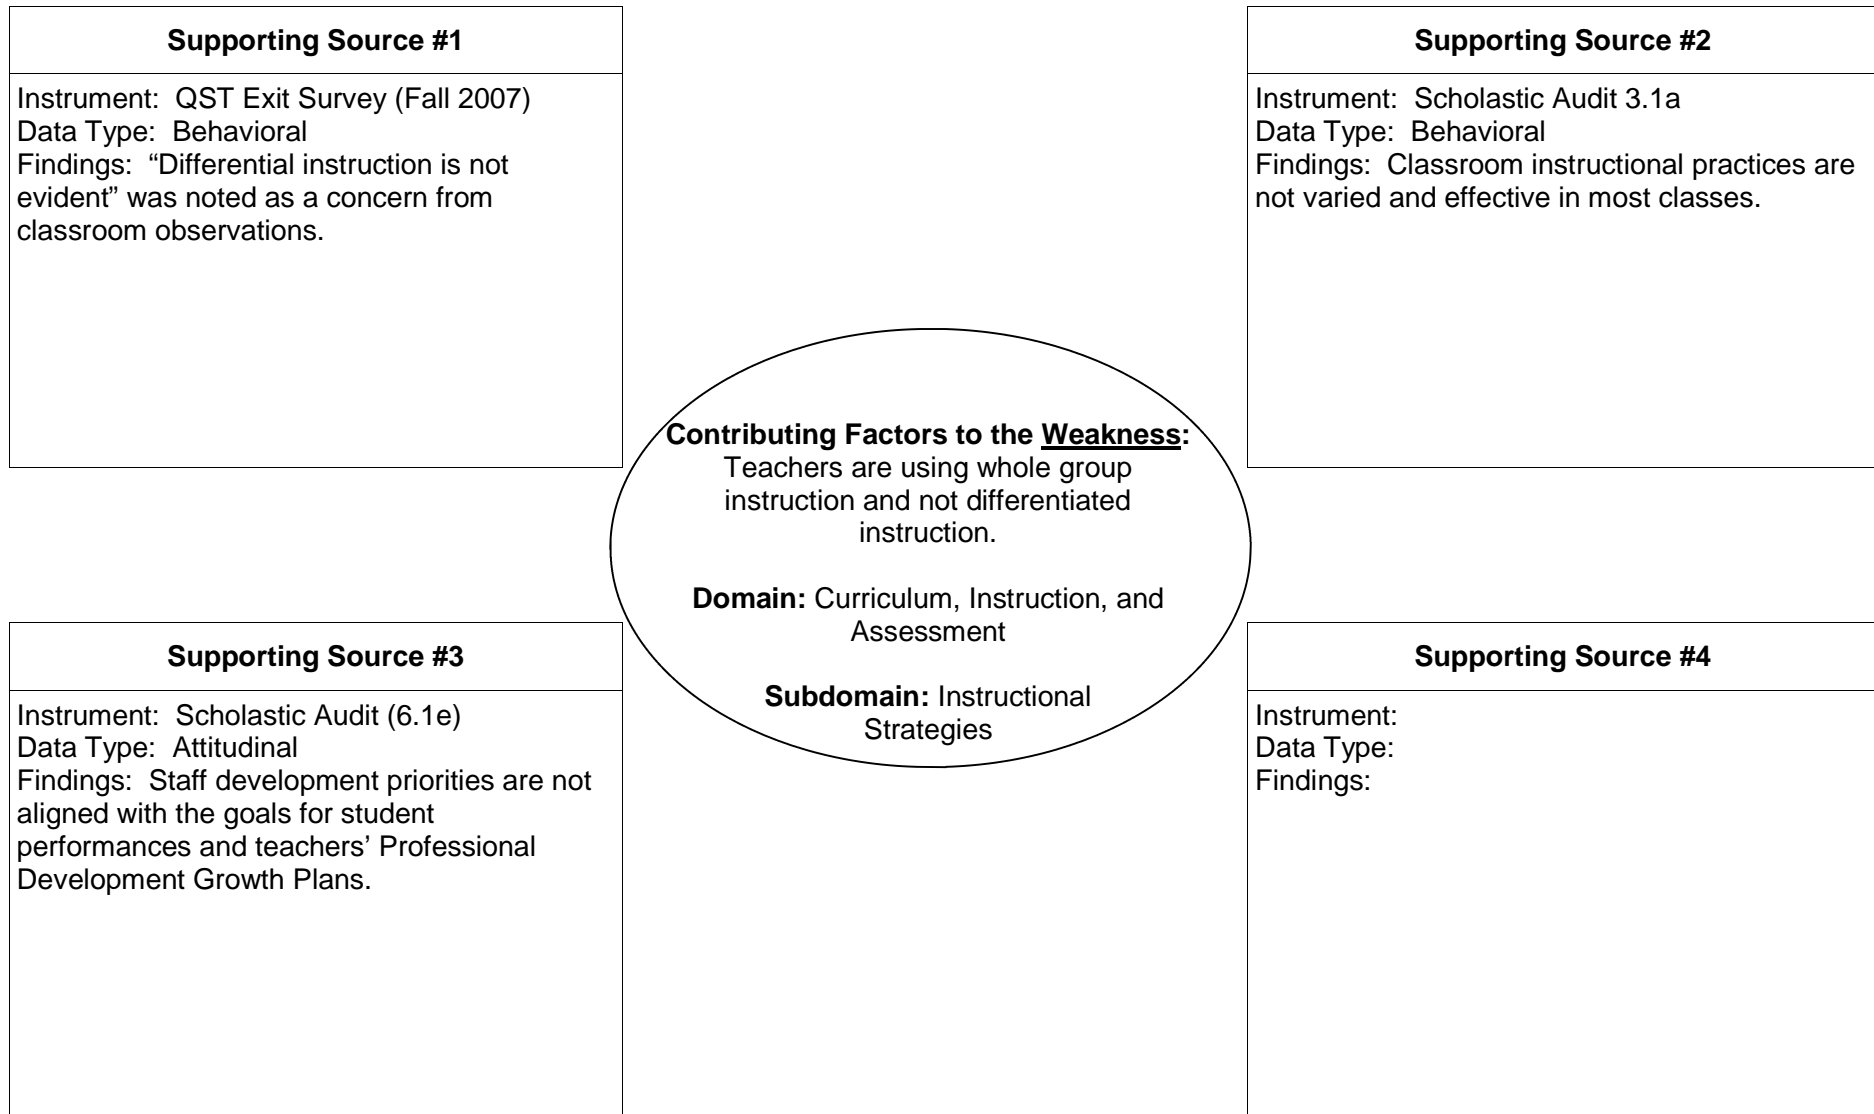 Supporting Source #1
Instrument:  QST Exit Survey (Fall 2007)
Data Type:  Behavioral
Findings:  “Differential instruction is not
evident” was noted as a concern from
classroom observations.
Supporting Source #2
Instrument:  Scholastic Audit 3.1a
Data Type:  Behavioral
Findings:  Classroom instructional practices are
not varied and effective in most classes.
Contributing Factors to the Weakness:
Teachers are using whole group
instruction and not differentiated
instruction.
Domain: Curriculum, Instruction, and
Assessment
Subdomain: Instructional
Strategies
Supporting Source #3
Instrument:  Scholastic Audit (6.1e)
Data Type:  Attitudinal
Findings:  Staff development priorities are not
aligned with the goals for student
performances and teachers’ Professional
Development Growth Plans.
Supporting Source #4
Instrument:
Data Type:
Findings: